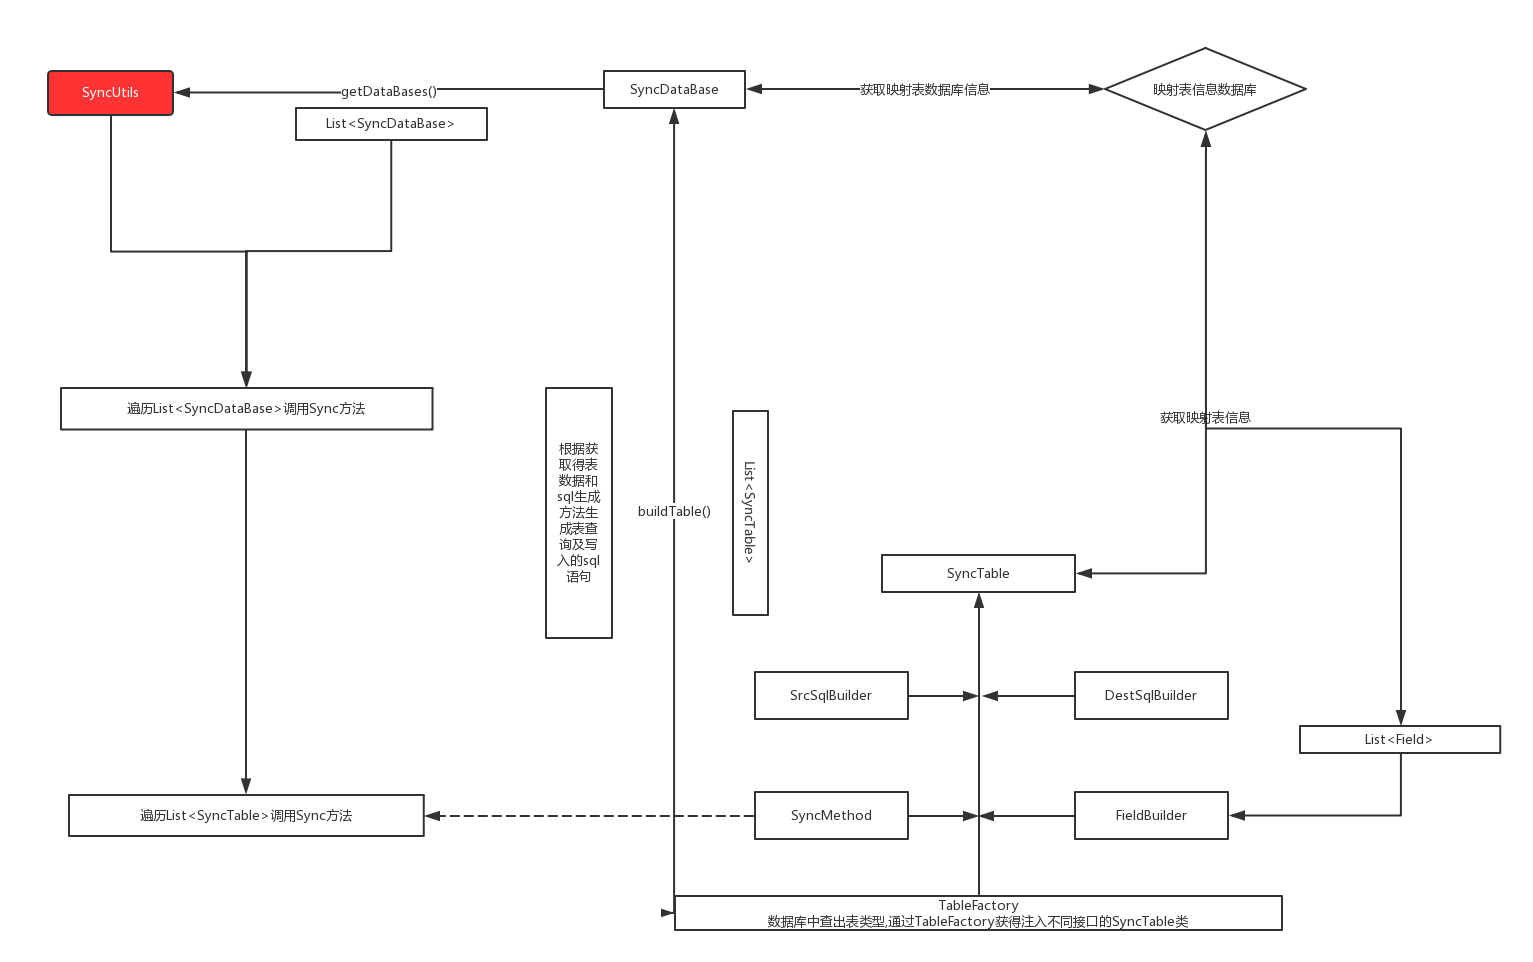 SyncUtils
getDataBases()
SyncDataBase
获取映射表数据库信息
映射表信息数据库
List<SyncDataBase>
遍历List<SyncDataBase>调用Sync方法
根据获
取得表
数据和
sql生成
方法生
成表查
询及写
入的sql
语句
buildTable()
List<SyncTable>
获取映射表信息
SyncTable
SrcSqlBuilder
DestSqlBuilder
List<Field>
遍历List<SyncTable>调用Sync方法
SyncMethod
FieldBuilder
TableFactory
数据库中查出表类型,通过TableFactory获得注入不同接口的SyncTable类